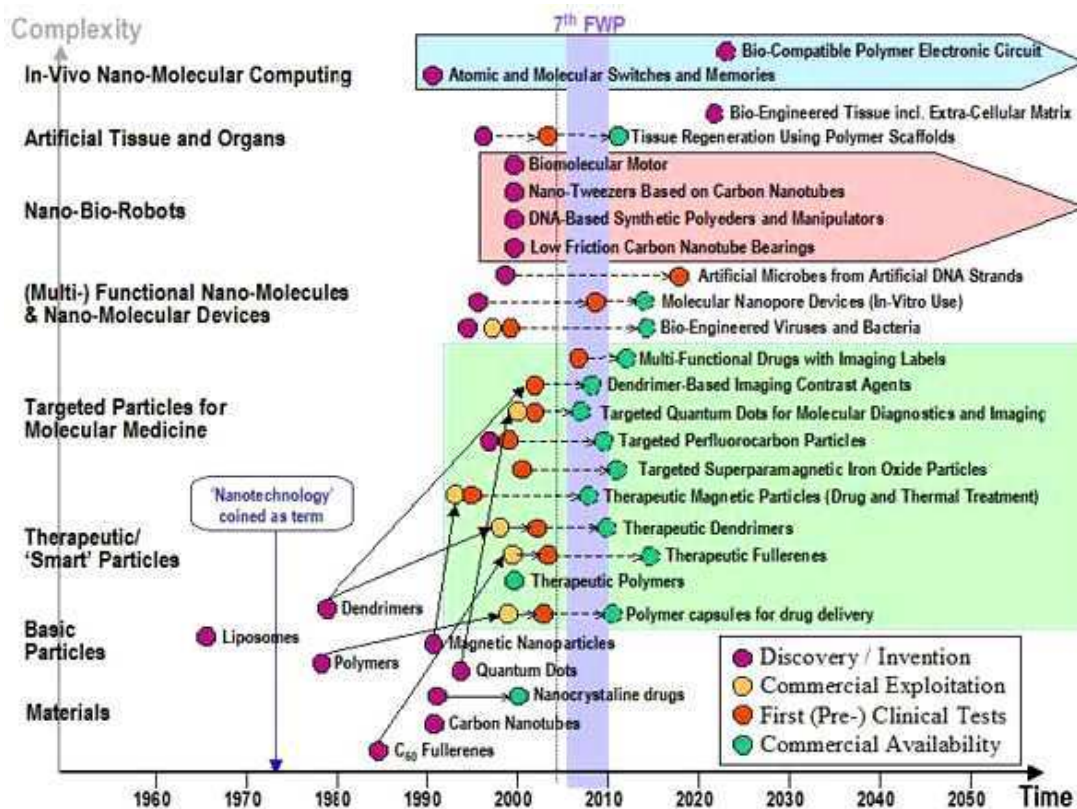 Complexity
7th FWP
Bio-Compatible Polymer Electronic Circuit
In-Vivo Nano-Molecular Computing
Atomic and Molecular Switches and Memories
Bio-Engineered Tissue incl. Extra-Cellular Matrix
Artificial Tissue and Organs
Tissue Regeneration Using Polymer Scaffolds
Biomolecular Motor
Nano-Tweezers Based on Carbon Nanotubes
Nano-Bio-Robots
DNA-Based Synthetic Polyeders and Manipulators
Low Friction Carbon Nanotube Bearings
Artificial Microbes from Artificial DNA Strands
(Multi-) Functional Nano-Molecules
& Nano-Molecular Devices
Molecular Nanopore Devices (In-Vitro Use)
Bio-Engineered Viruses and Bacteria
Multi-Functional Drugs with Imaging Labels
Dendrimer-Based Imaging Contrast Agents
Targeted Particles for
Molecular Medicine
Targeted Quantum Dots for Molecular Diagnostics and Imaging
Targeted Perfluorocarbon Particles
Targeted Superparamagnetic Iron Oxide Particles
'Nanotechnology'
coined as term
Therapeutic Magnetic Particles (Drug and Thermal Treatment)
Therapeutic/
'Smart' Particles
Therapeutic Dendrimers
Therapeutic Fullerenes
Therapeutic Polymers
Dendrimers
Polymer capsules for drug delivery
Basic
Particles
Liposomes
Magnetic Nanoparticles
Polymers
Quantum Dots
Materials
Nanocrystaline drugs
Carbon Nanotubes
C60 Fullerenes
Discovery / Invention
Commercial Exploitation
First (Pre-) Clinical Tests
Commercial Availability
1960 1970 1980 1990 2000 2010 2020 2030 2040 2050 Time